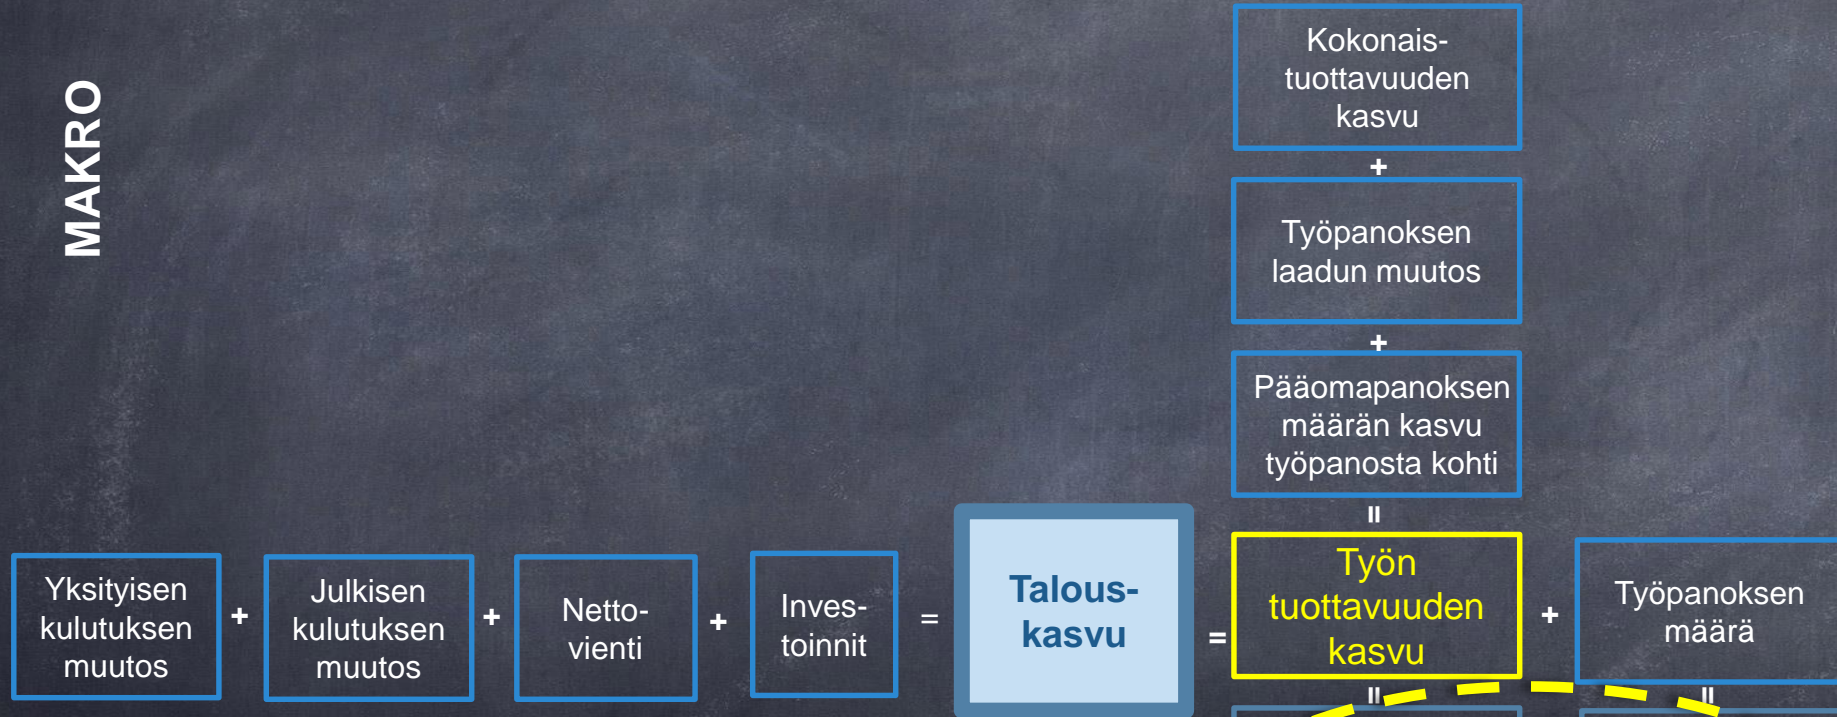 MAKRO
Kokonais-
tuottavuuden
kasvu
+
Työpanoksen
laadun muutos
+
Pääomapanoksen
määrän kasvu
työpanosta kohti
=
Yksityisen
kulutuksen
muutos
+
Julkisen
kulutuksen
muutos
+
Netto-
vienti
+
Inves-
toinnit
=
Talous-
kasvu
=
Työn
tuottavuuden
kasvu
+
Työpanoksen
määrä
=
=